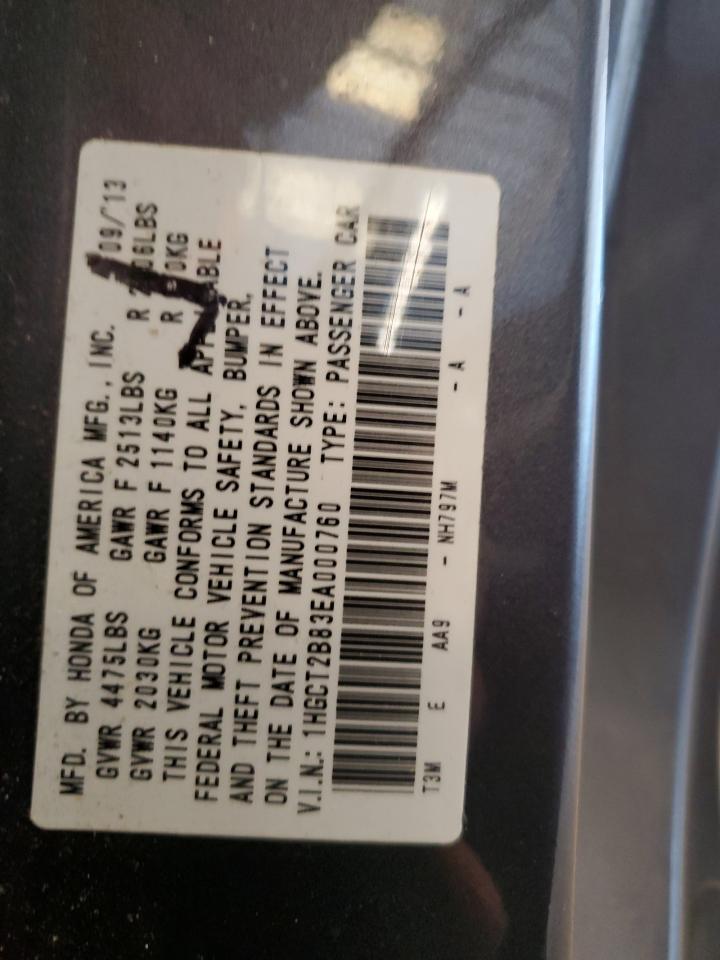 MFD. BY HONDA OF AMERICA MFG., INC. 09/'13
GVWR 4475LBS GAWR F 2513LBS R
GVWR 2030KG GAWR F 1140KG R
THIS VEHICLE CONFORMS TO ALL
FEDERAL MOTOR VEHICLE SAFETY, BUMPER,
AND THEFT PREVENTION STANDARDS IN EFFECT
ON THE DATE OF MANUFACTURE SHOWN ABOVE.
V.I.N.: 1HGCT2B83EA000760 TYPE: PASSENGER CAR
T3M E AA9 - NH797M - A - A